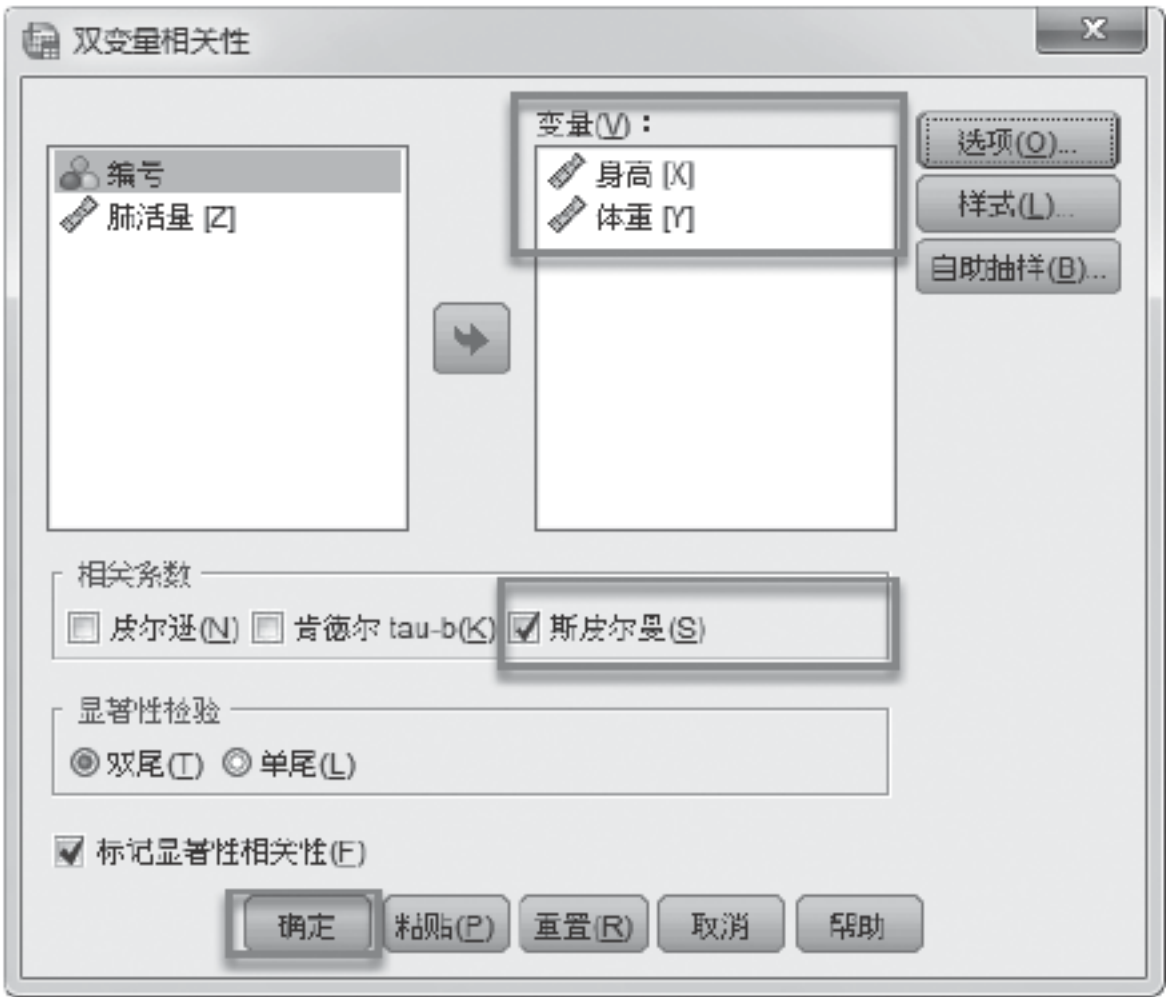 双变量相关性
变量(V)：
编号
肺活量 [Z]
身高 [X]
体重 [Y]
选项(O)...
样式(L)...
自助抽样(B)...
相关系数
皮尔逊(N) 肯德尔 tau-b(K) 斯皮尔曼(S)
显著性检验
双尾(T) 单尾(L)
标记显著性相关性(F)
确定 粘贴(P) 重置(R) 取消 帮助